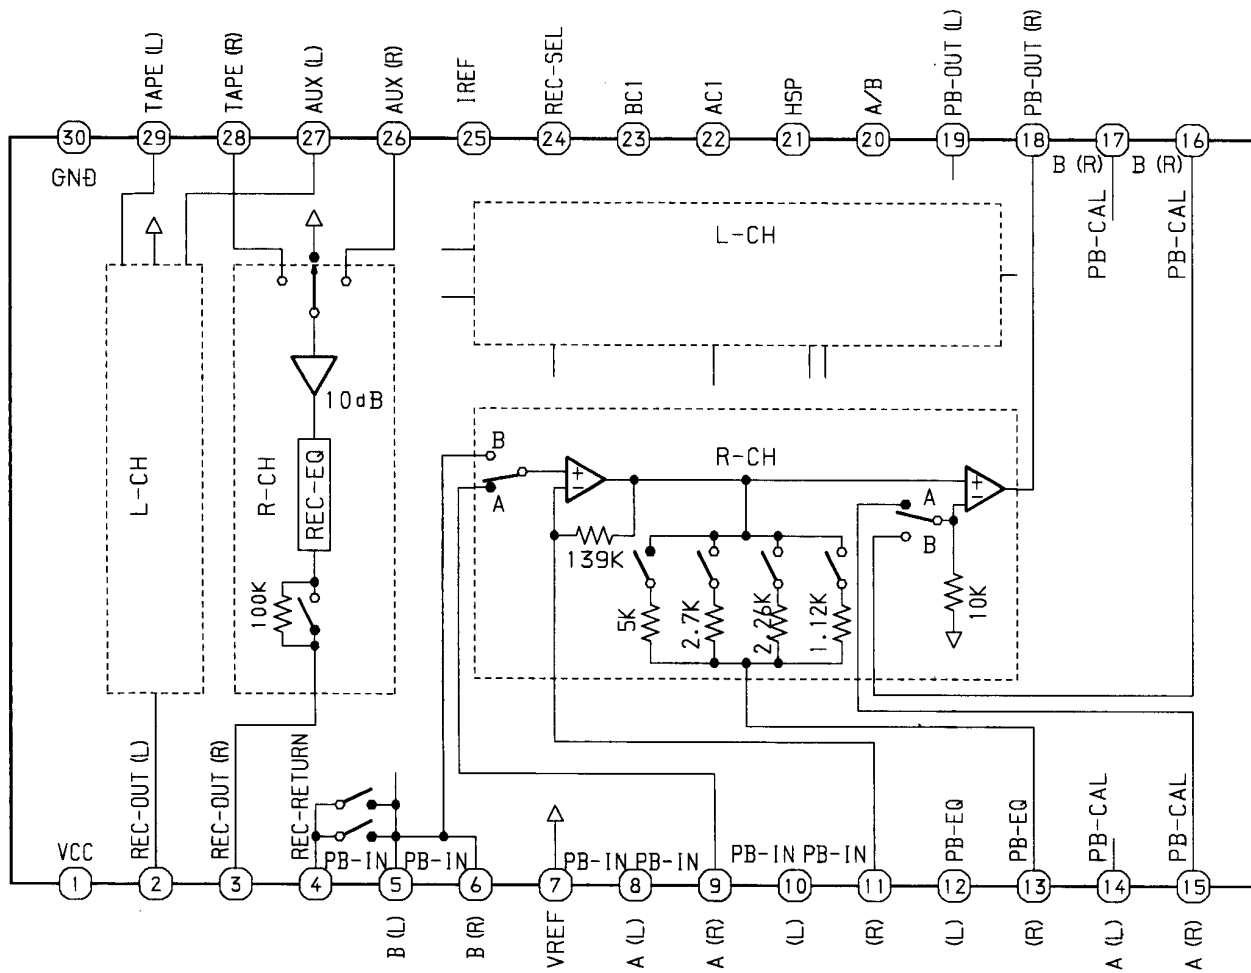 TAPE (L)
TAPE (R)
AUX (L)
AUX (R)
IREF
REC-SEL
BC1
AC1
HSP
A/B
PB-OUT (L)
PB-OUT (R)
30
29
28
27
26
25
24
23
22
21
20
19
18
17
16
GND
B (R)
B (R)
PB-CAL
PB-CAL
L-CH
L-CH
R-CH
10dB
REC-EQ
100K
R-CH
B
A
+
−
139K
5K
2.7K
2.26K
1.12K
A
B
+
−
10K
VCC
REC-OUT (L)
REC-OUT (R)
REC-RETURN
PB-IN
PB-IN
PB-IN
PB-IN
PB-IN
PB-IN
PB-EQ
PB-EQ
PB-CAL
PB-CAL
1
2
3
4
5
6
7
8
9
10
11
12
13
14
15
B (L)
B (R)
VREF
A (L)
A (R)
(L)
(R)
(L)
(R)
A (L)
A (R)